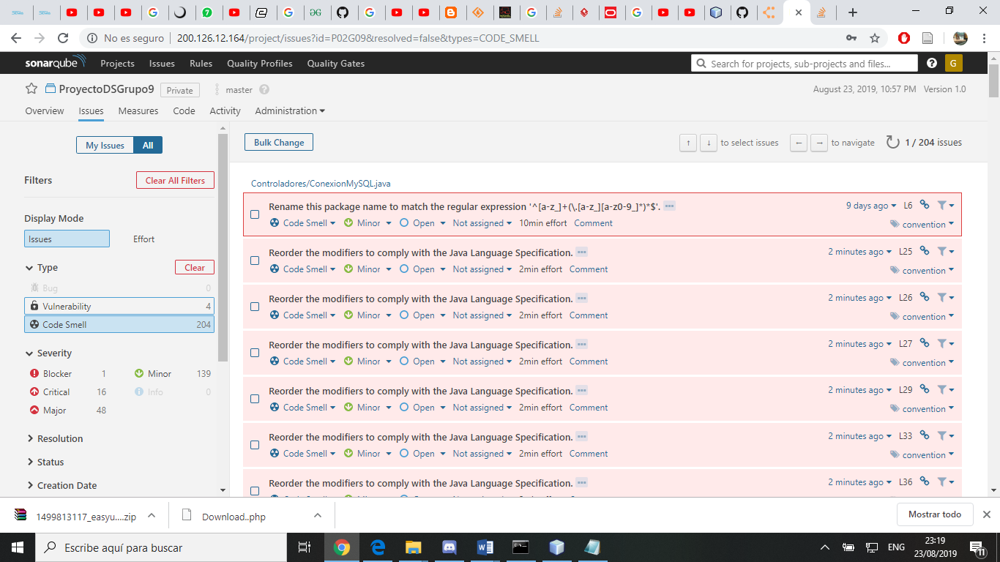 No es seguro 200.126.12.164/project/issues?id=P02G09&resolved=false&types=CODE_SMELL
sonarqube Projects Issues Rules Quality Profiles Quality Gates Search for projects, sub-projects and files... G
ProyectoDSGrupo9 Private master August 23, 2019, 10:57 PM Version 1.0
Overview Issues Measures Code Activity Administration
My Issues All
Bulk Change ↑ ↓ to select issues ← → to navigate 1 / 204 issues
Filters Clear All Filters
Display Mode
Issues Effort
Type Clear
Bug 0
Vulnerability 4
Code Smell 204
Severity
Blocker 1 Minor 139
Critical 16 Info 0
Major 48
Resolution
Status
Creation Date
Controladores/ConexionMySQL.java
Rename this package name to match the regular expression '^[a-z_]+(\.[a-z_][a-z0-9_]*)*$'. 9 days ago L6
Code Smell Minor Open Not assigned 10min effort Comment convention
Reorder the modifiers to comply with the Java Language Specification. 2 minutes ago L25
Code Smell Minor Open Not assigned 2min effort Comment convention
Reorder the modifiers to comply with the Java Language Specification. 2 minutes ago L26
Code Smell Minor Open Not assigned 2min effort Comment convention
Reorder the modifiers to comply with the Java Language Specification. 2 minutes ago L27
Code Smell Minor Open Not assigned 2min effort Comment convention
Reorder the modifiers to comply with the Java Language Specification. 2 minutes ago L29
Code Smell Minor Open Not assigned 2min effort Comment convention
Reorder the modifiers to comply with the Java Language Specification. 2 minutes ago L33
Code Smell Minor Open Not assigned 2min effort Comment convention
Reorder the modifiers to comply with the Java Language Specification. 2 minutes ago L36
1499813117_easyu....zip Download..php Mostrar todo
Escribe aquí para buscar ENG 23:19
23/08/2019 11